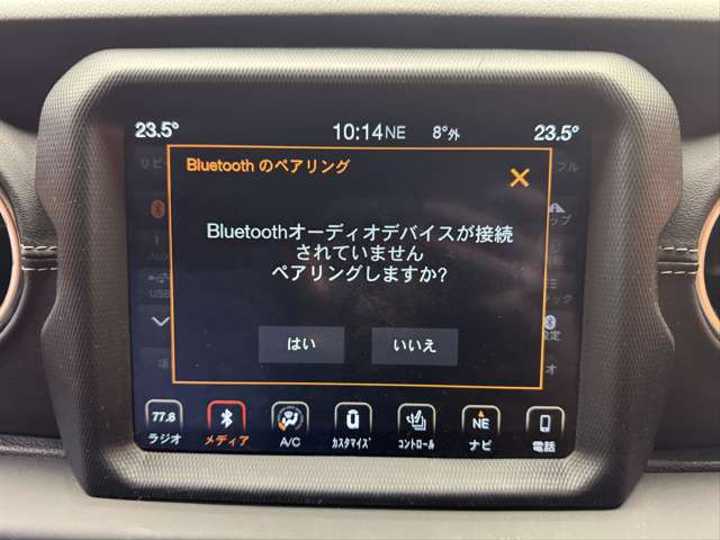 23.5°
10:14NE
8°外
23.5°
Bluetooth のペアリング
Bluetoothオーディオデバイスが接続
されていません
ペアリングしますか?
はい
いいえ
USB
77.8
ラジオ
メディア
A/C
ｶｽﾀﾏｲｽﾞ
ｺﾝﾄﾛｰﾙ
NE
ナビ
電話